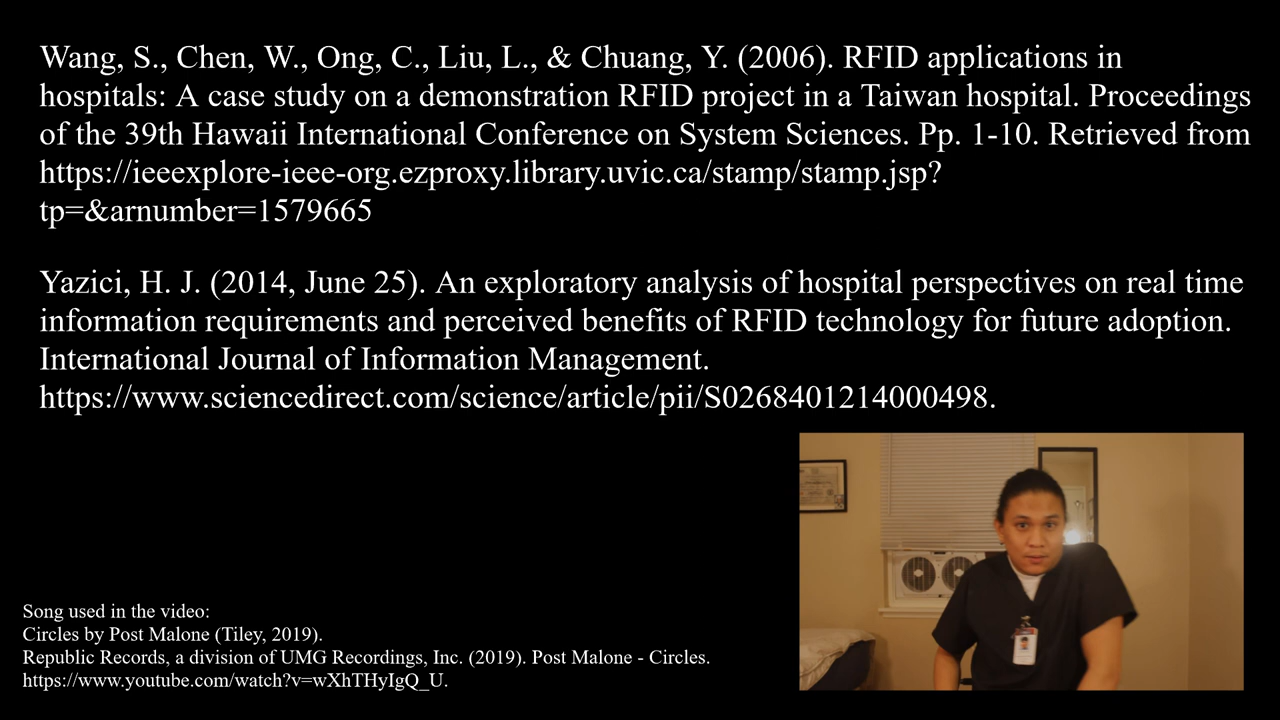 Wang, S., Chen, W., Ong, C., Liu, L., & Chuang, Y. (2006). RFID applications in
hospitals: A case study on a demonstration RFID project in a Taiwan hospital. Proceedings
of the 39th Hawaii International Conference on System Sciences. Pp. 1-10. Retrieved from
https://ieeexplore-ieee-org.ezproxy.library.uvic.ca/stamp/stamp.jsp?
tp=&arnumber=1579665
Yazici, H. J. (2014, June 25). An exploratory analysis of hospital perspectives on real time
information requirements and perceived benefits of RFID technology for future adoption.
International Journal of Information Management.
https://www.sciencedirect.com/science/article/pii/S0268401214000498.
Song used in the video:
Circles by Post Malone (Tiley, 2019).
Republic Records, a division of UMG Recordings, Inc. (2019). Post Malone - Circles.
https://www.youtube.com/watch?v=wXhTHyIgQ_U.